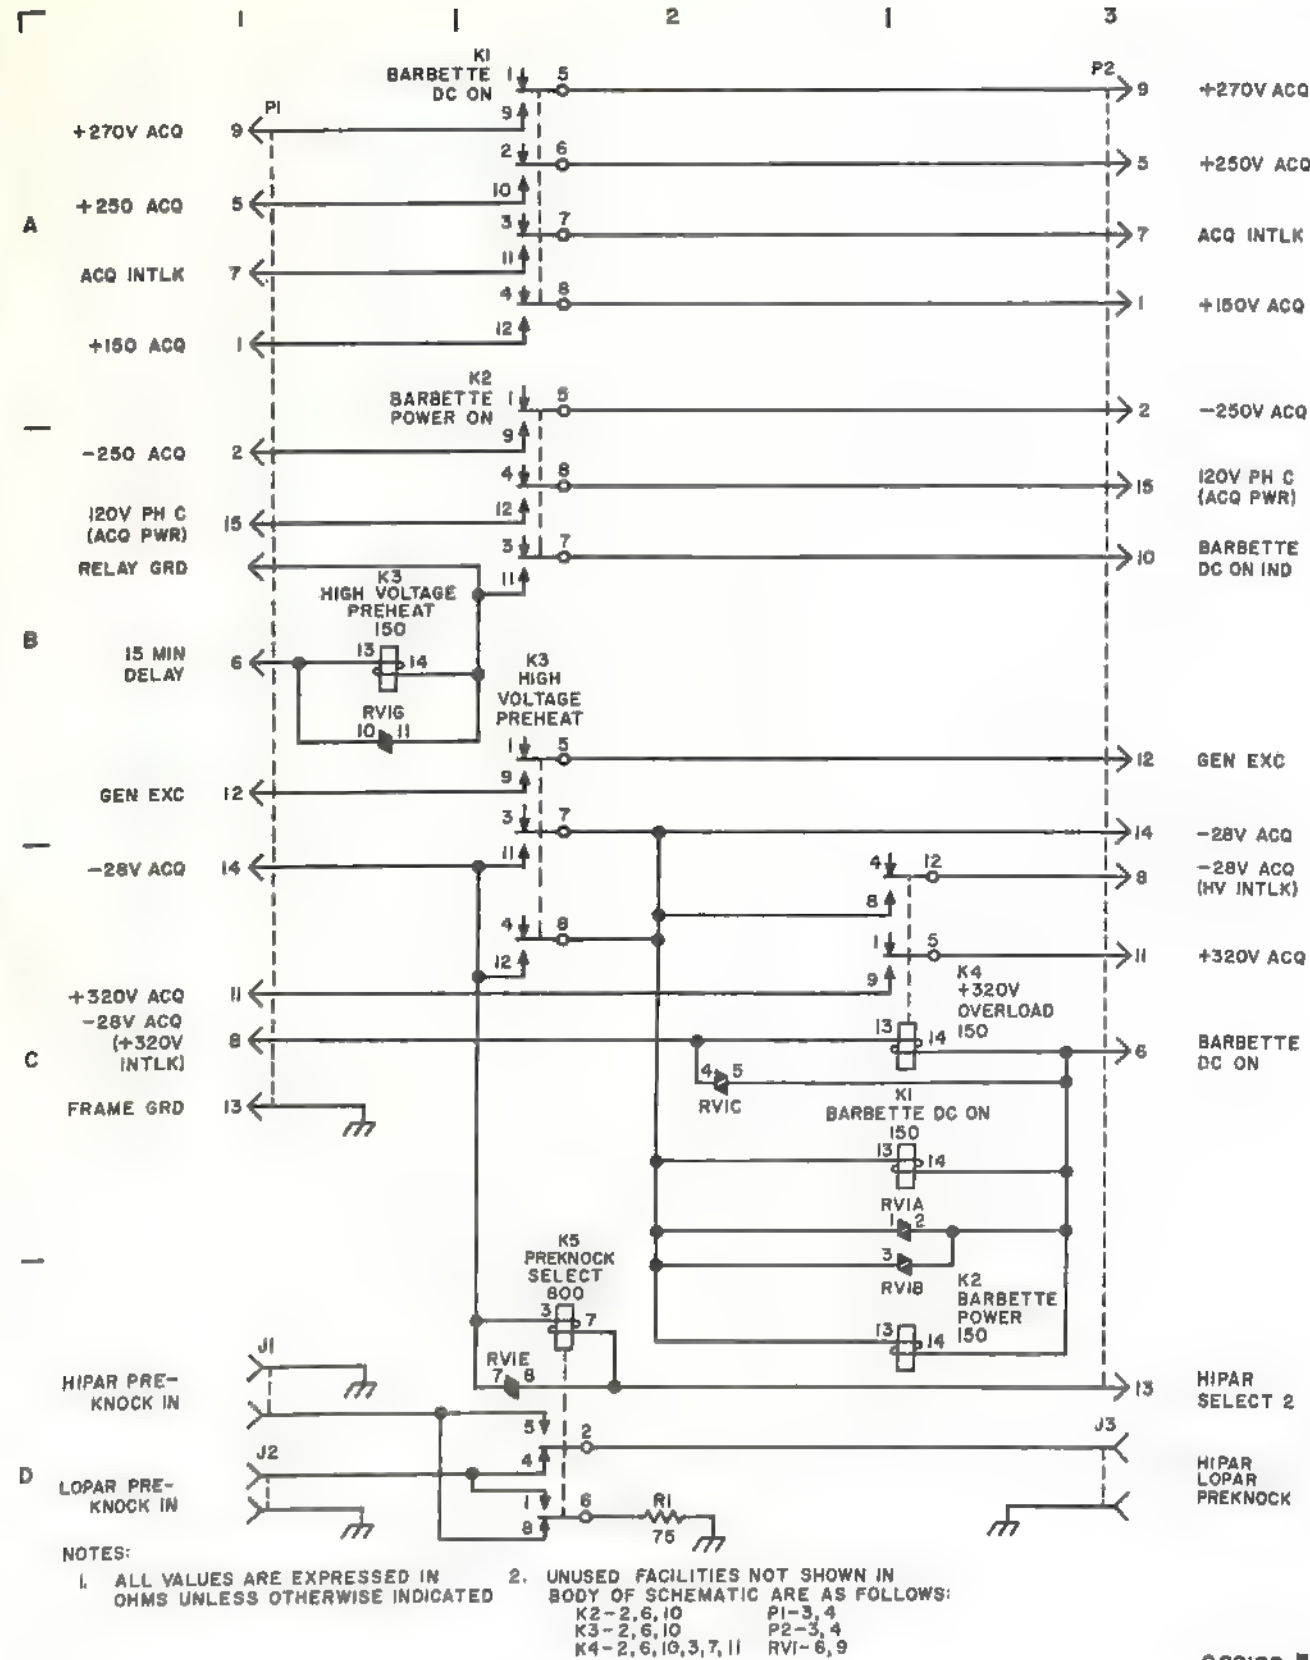 1 2 3
K1
BARBETTE
DC ON
1 5
P2
9 +270V ACQ
P1
+270V ACQ 9
9
2 6
5 +250V ACQ
+250 ACQ 5
10
A
3 7
7 ACQ INTLK
ACQ INTLK 7
11
4 8
1 +150V ACQ
+150 ACQ 1
12
K2
BARBETTE
POWER ON
1 5
2 -250V ACQ
-250 ACQ 2
9
4 8
15 120V PH C
(ACQ PWR)
120V PH C
(ACQ PWR) 15
12
3 7
10 BARBETTE
DC ON IND
RELAY GRD
11
K3
HIGH VOLTAGE
PREHEAT
150
B
15 MIN
DELAY 6
13 14
K3
HIGH
VOLTAGE
PREHEAT
RV1G
10 11
1 5
12 GEN EXC
GEN EXC 12
9
3 7
14 -28V ACQ
-28V ACQ 14
11
4 12
8 -28V ACQ
(HV INTLK)
8
4 8
12
1 5
11 +320V ACQ
+320V ACQ 11
9
K4
+320V
OVERLOAD
150
C
-28V ACQ
(+320V
INTLK) 8
13 14
6 BARBETTE
DC ON
4 5
RV1C
FRAME GRD 13
K1
BARBETTE DC ON
150
13 14
RV1A
1 2
3
RV1B
K2
BARBETTE
POWER
150
13 14
K5
PREKNOCK
SELECT
800
3 7
RV1E
7 8
13 HIPAR
SELECT 2
J1
HIPAR PRE-
KNOCK IN
5 2
4
J3
J2
D
LOPAR PRE-
KNOCK IN
HIPAR
LOPAR
PREKNOCK
1 6
8
R1
75
NOTES:
1. ALL VALUES ARE EXPRESSED IN
OHMS UNLESS OTHERWISE INDICATED
2. UNUSED FACILITIES NOT SHOWN IN
BODY OF SCHEMATIC ARE AS FOLLOWS:
K2-2,6,10 P1-3,4
K3-2,6,10 P2-3,4
K4-2,6,10,3,7,11 RV1-6,9